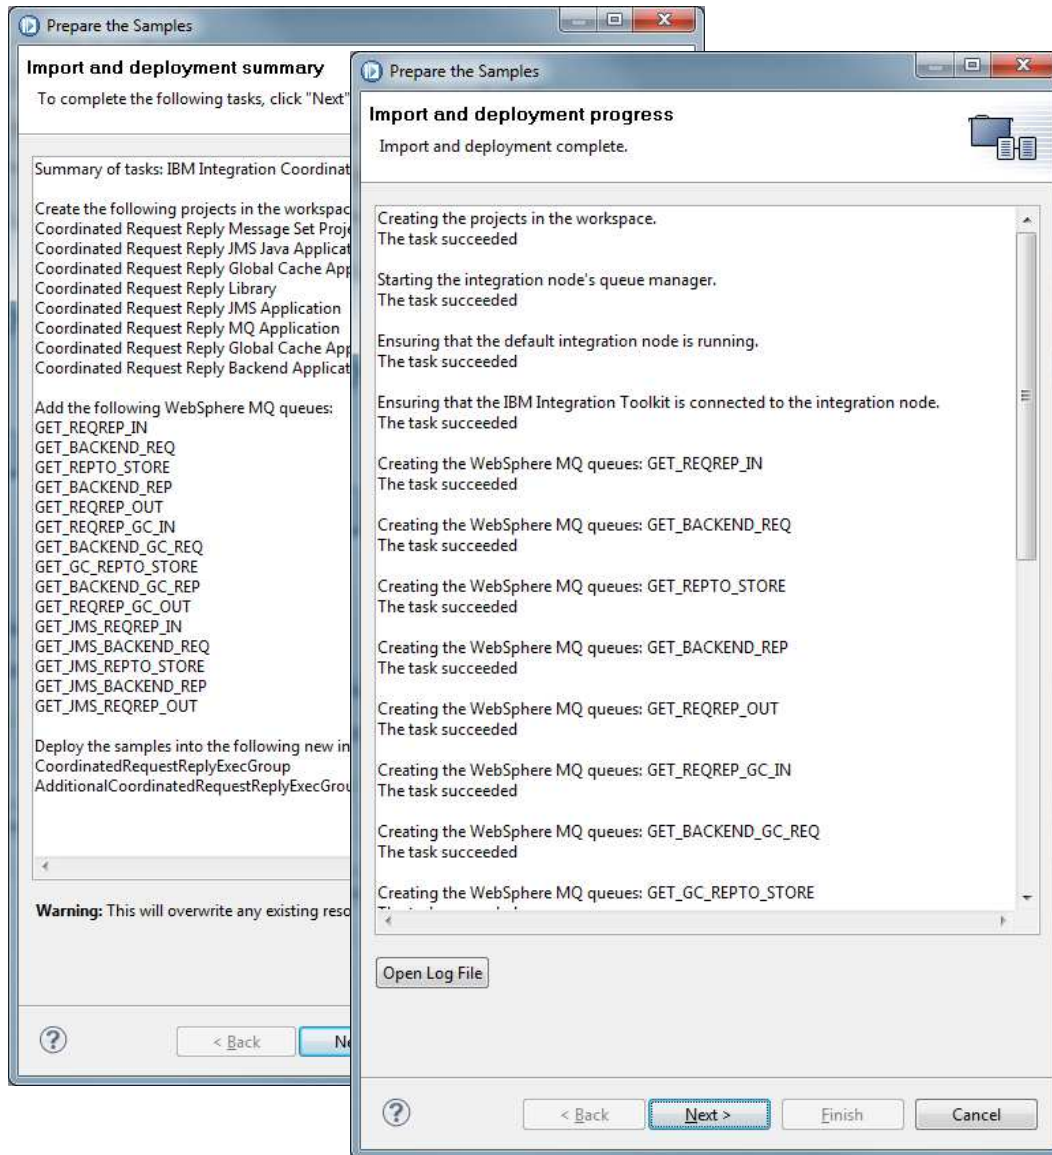 Prepare the Samples
Import and deployment summary
To complete the following tasks, click "Next"
Summary of tasks: IBM Integration
Create the following projects in the
Coordinated Request Reply Message Set
Coordinated Request Reply JMS Java
Coordinated Request Reply Global Cache
Coordinated Request Reply Library
Coordinated Request Reply JMS Application
Coordinated Request Reply MQ Application
Coordinated Request Reply Global Cache
Coordinated Request Reply Backend
Add the following WebSphere MQ queues:
GET_REQREP_IN
GET_BACKEND_REQ
GET_REPTO_STORE
GET_BACKEND_REP
GET_REQREP_OUT
GET_REQREP_GC_IN
GET_BACKEND_GC_REQ
GET_GC_REPTO_STORE
GET_BACKEND_GC_REP
GET_REQREP_GC_OUT
GET_JMS_REQREP_IN
GET_JMS_BACKEND_REQ
GET_JMS_REPTO_STORE
GET_JMS_BACKEND_REP
GET_JMS_REQREP_OUT
Deploy the samples into the following new
CoordinatedRequestReplyExecGroup
Warning: This will overwrite any existing
< Back
Prepare the Samples
Import and deployment progress
Import and deployment complete.
Creating the projects in the workspace.
The task succeeded
Starting the integration node's queue manager.
The task succeeded
Ensuring that the default integration node is running.
The task succeeded
Ensuring that the IBM Integration Toolkit is connected to the integration node.
The task succeeded
Creating the WebSphere MQ queues: GET_REQREP_IN
The task succeeded
Creating the WebSphere MQ queues: GET_BACKEND_REQ
The task succeeded
Creating the WebSphere MQ queues: GET_REPTO_STORE
The task succeeded
Creating the WebSphere MQ queues: GET_BACKEND_REP
The task succeeded
Creating the WebSphere MQ queues: GET_REQREP_OUT
The task succeeded
Creating the WebSphere MQ queues: GET_REQREP_GC_IN
The task succeeded
Creating the WebSphere MQ queues: GET_BACKEND_GC_REQ
The task succeeded
Creating the WebSphere MQ queues: GET_GC_REPTO_STORE
Open Log File
< Back
Next >
Finish
Cancel